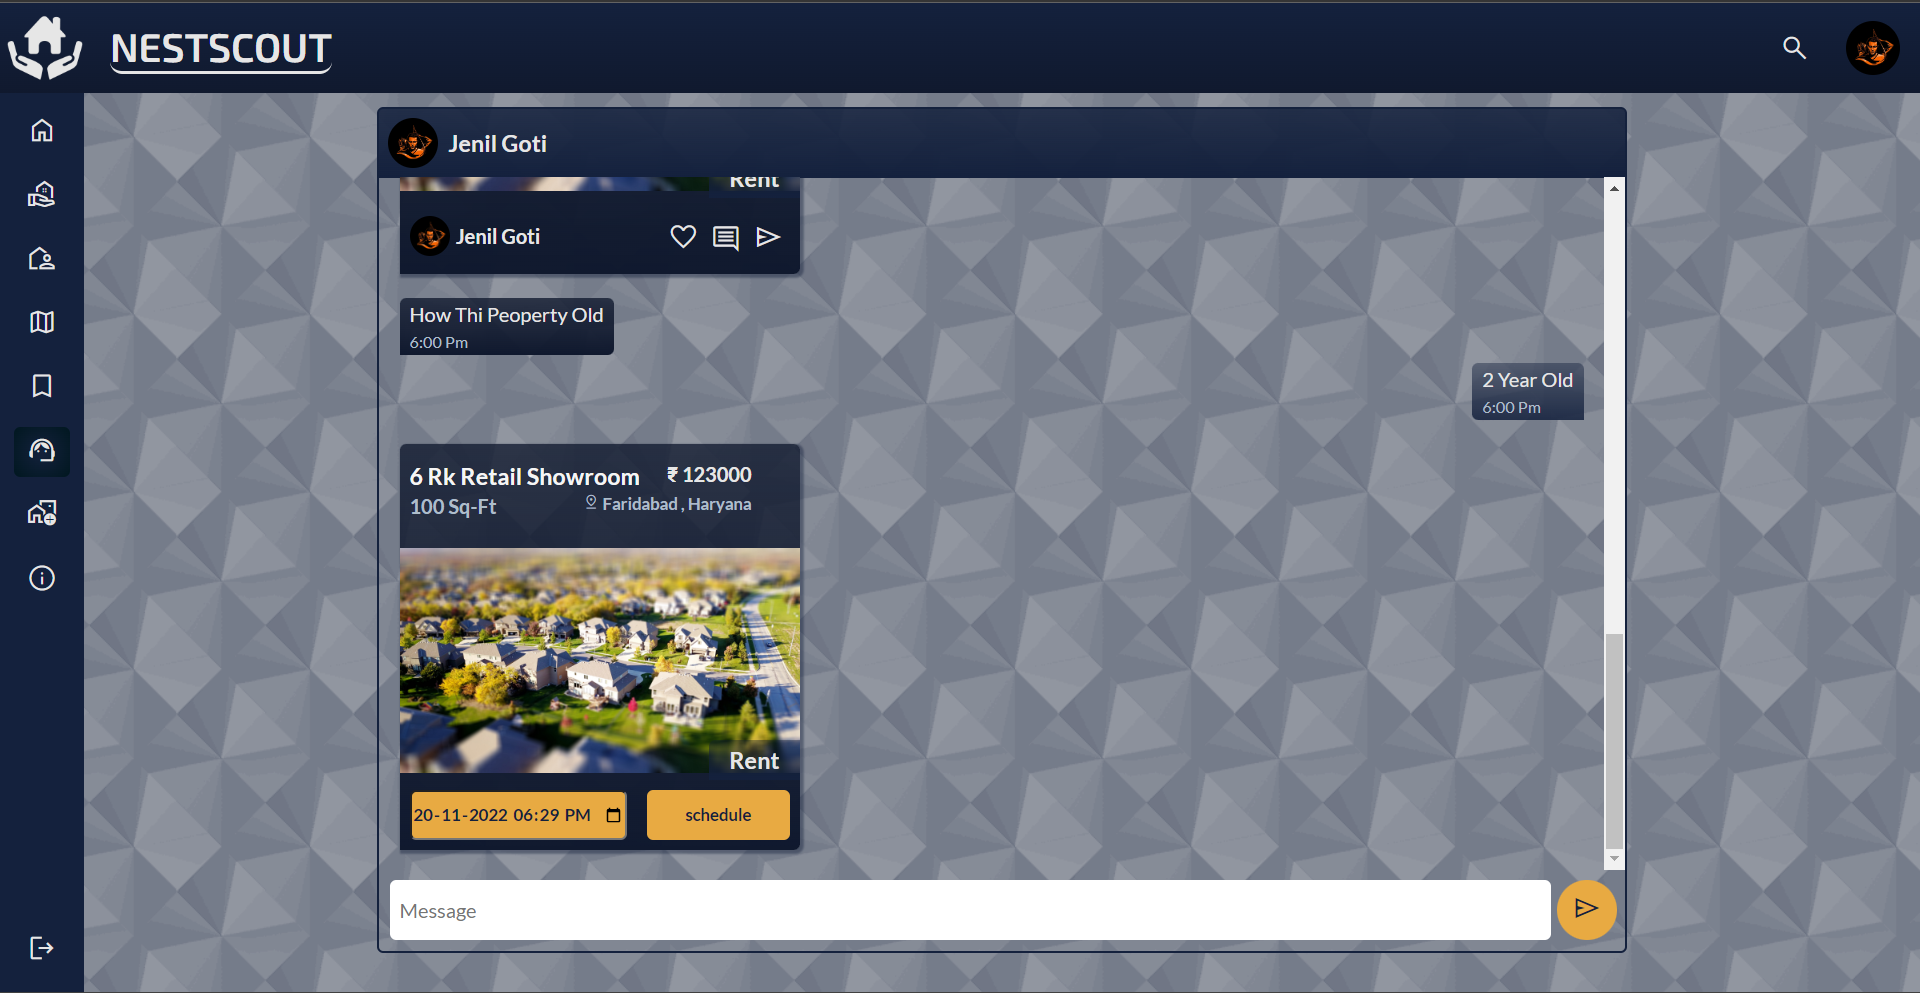 NESTSCOUT
Jenil Goti
Rent
Jenil Goti
How Thi Peoperty Old
6:00 Pm
2 Year Old
6:00 Pm
6 Rk Retail Showroom ₹ 123000
100 Sq-Ft Faridabad , Haryana
Rent
20-11-2022 06:29 PM schedule
Message